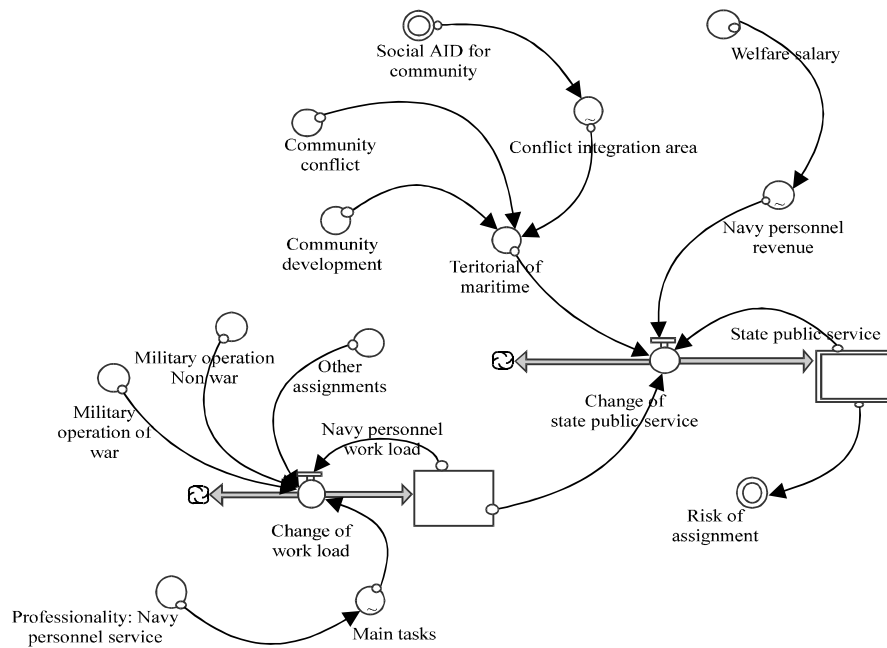 Social AID for
community
Welfare salary
Community
conflict
Conflict integration area
Community
development
Navy personnel
revenue
Teritorial of
maritime
State public service
Military operation
Non war
Other
assignments
Change of
state public service
Military
operation of
war
Navy personnel
work load
Change of
work load
Risk of
assignment
Professionality: Navy
personnel service
Main tasks